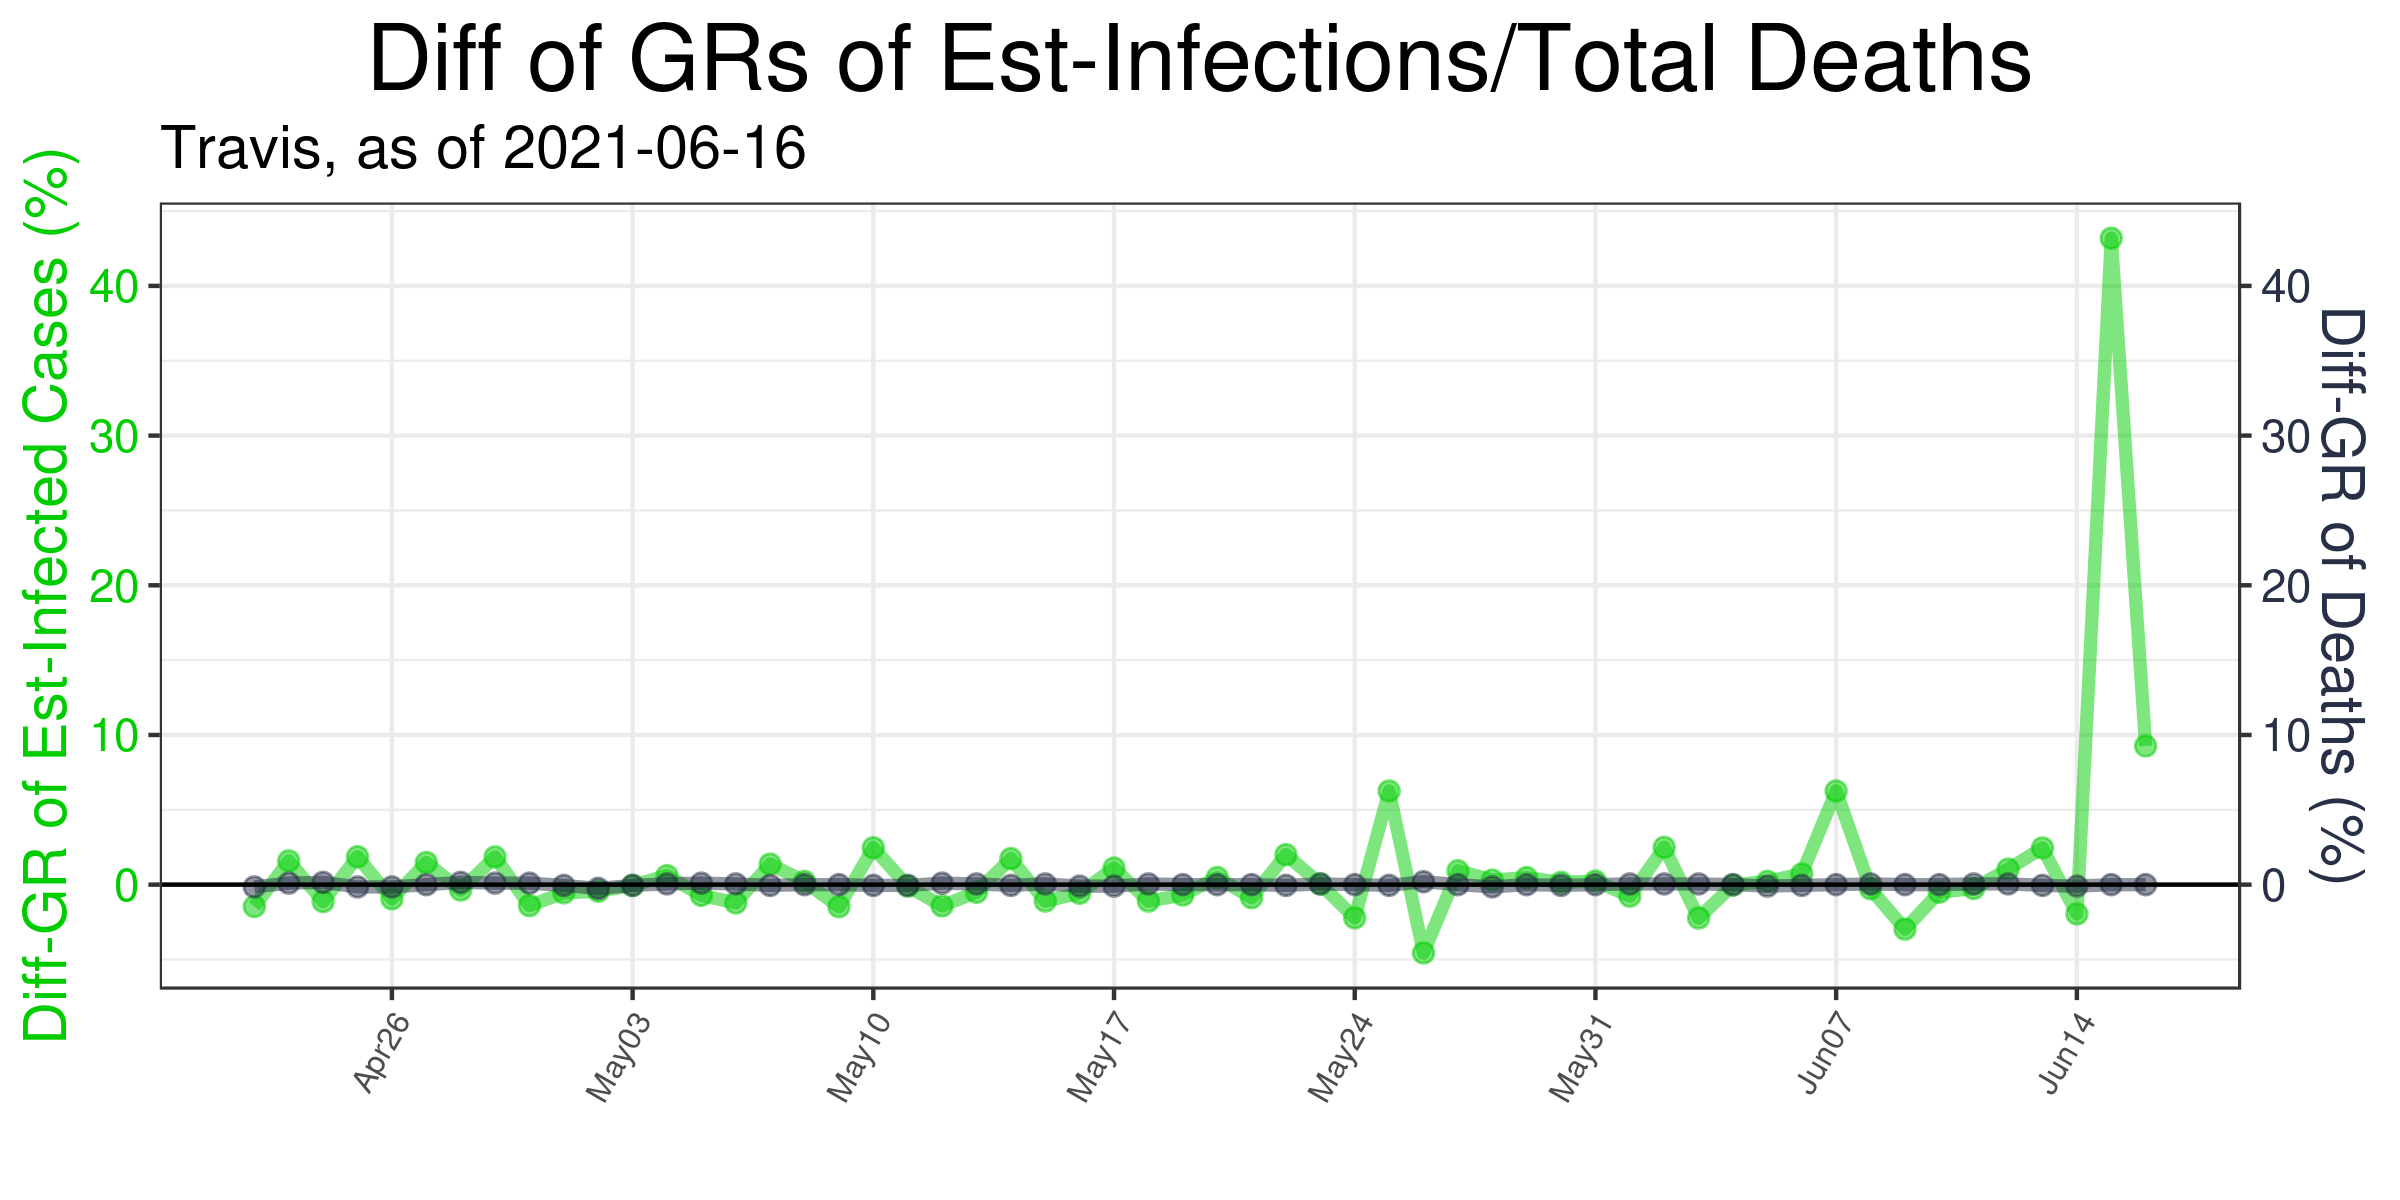 Diff of GRs of Est-Infections/Total Deaths
Travis, as of 2021-06-16
Diff-GR of Est-Infected Cases (%)
40
30
20
10
0
40
30
20
10
0
Diff-GR of Deaths (%)
Apr26
May03
May10
May17
May24
May31
Jun07
Jun14